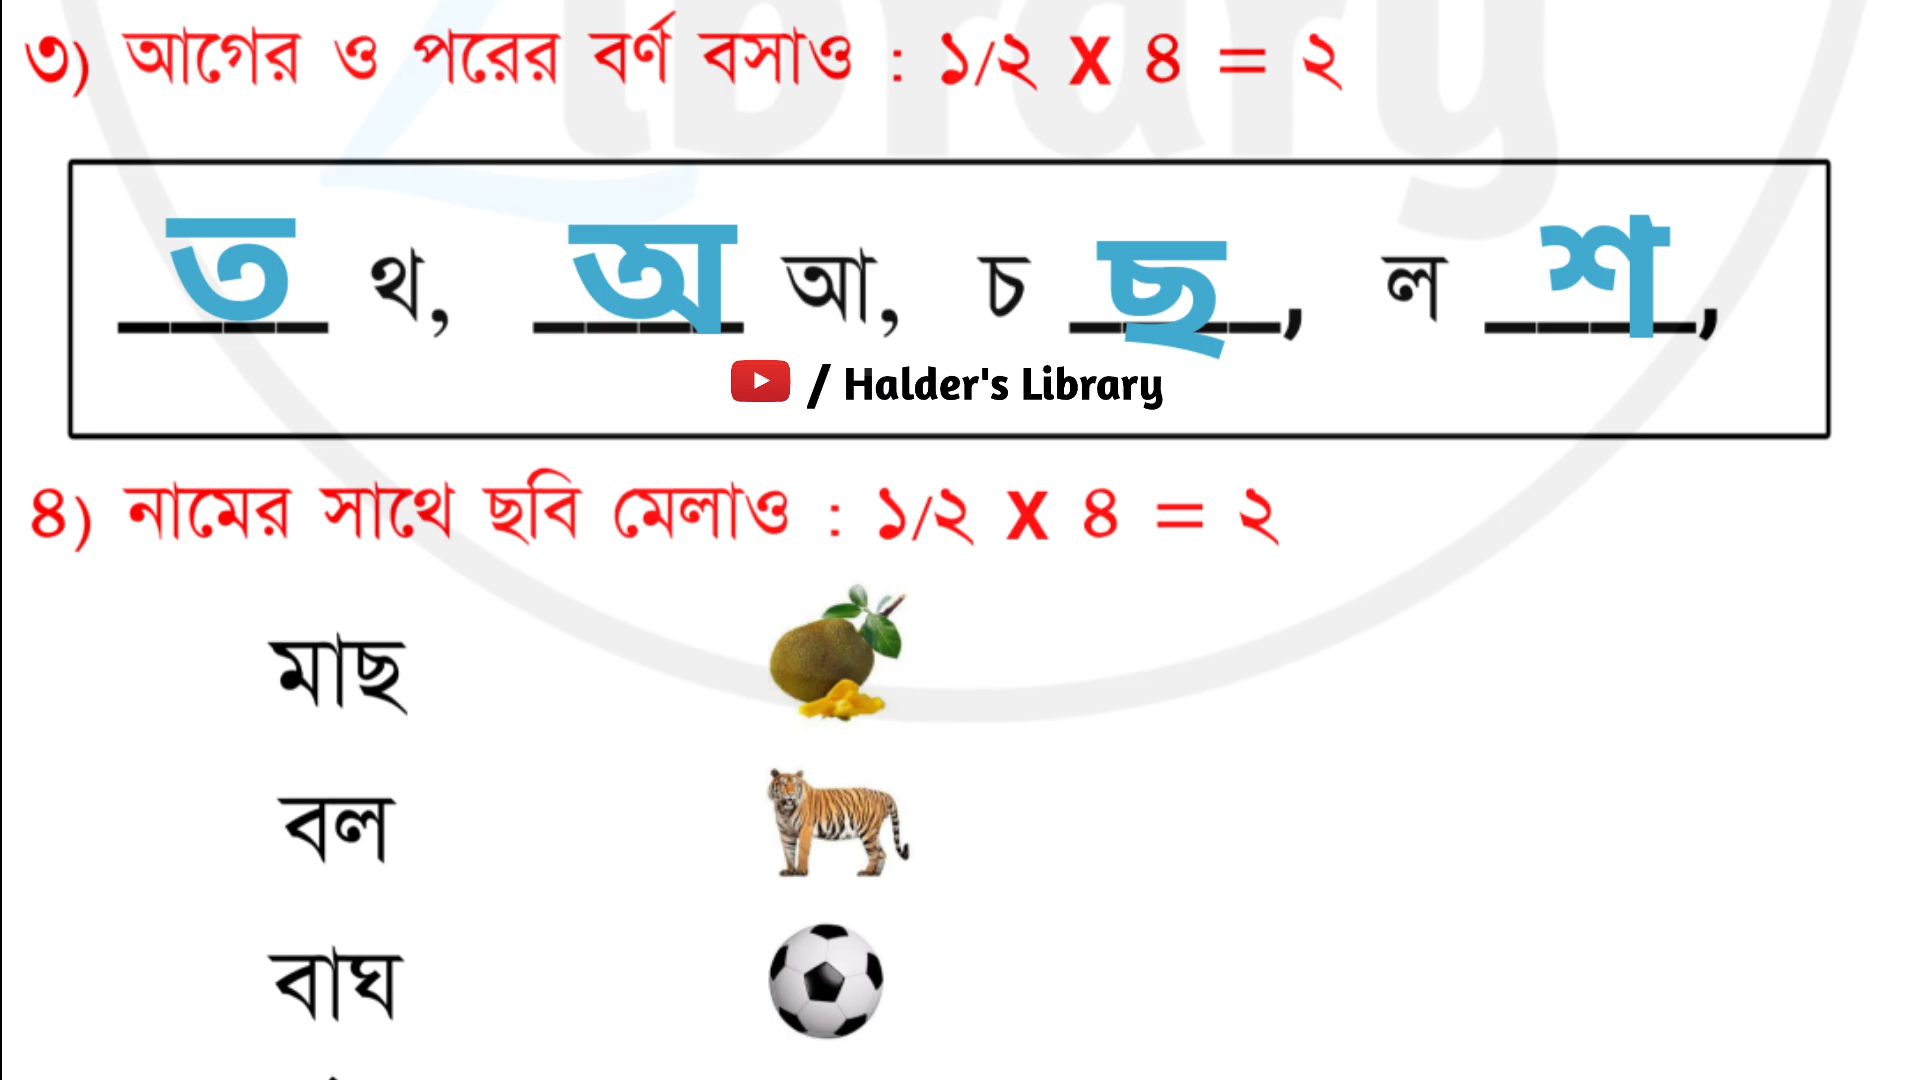 ৩) আগের ও পরের বর্ণ বসাও : ১/২ X ৪ = ২
ত থ, অ আ, চ ছ, ল শ,
/ Halder's Library
৪) নামের সাথে ছবি মেলাও : ১/২ X ৪ = ২
মাছ
বল
বাঘ